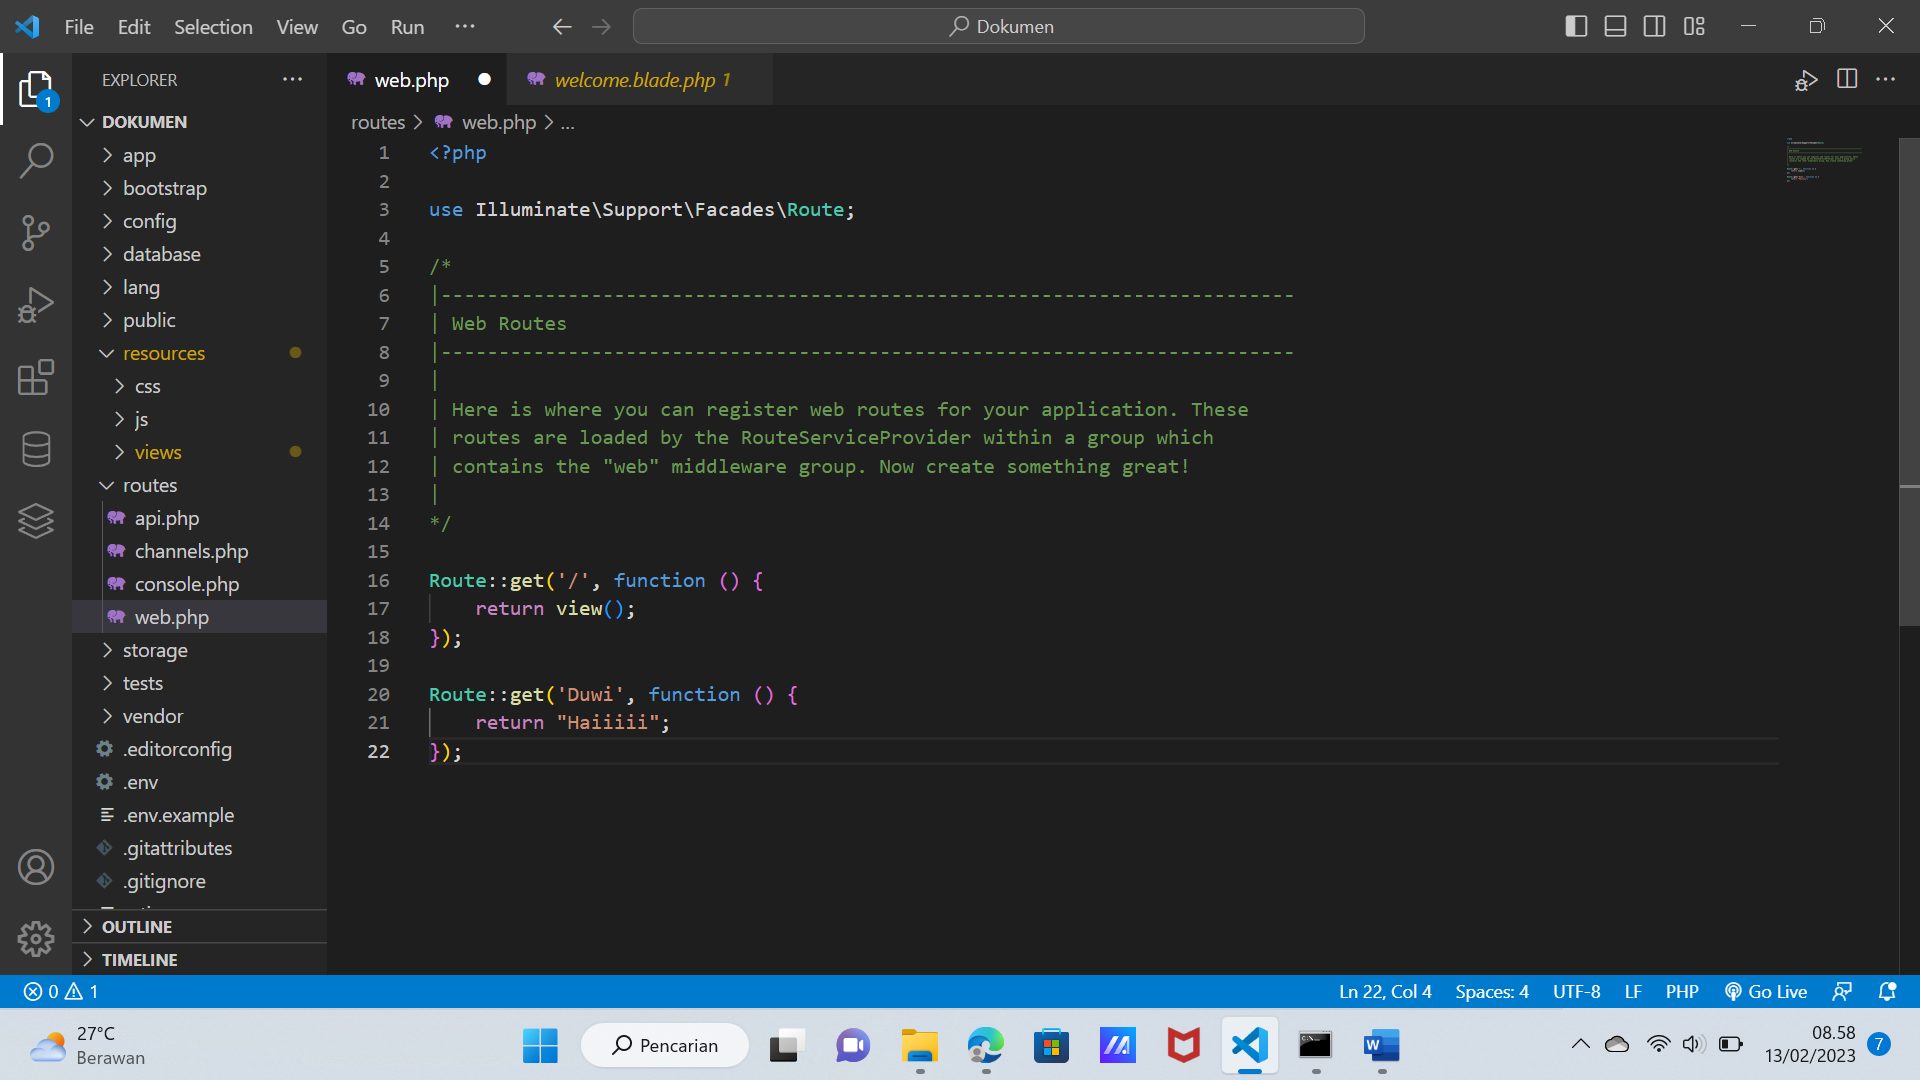 File Edit Selection View Go Run ···
Dokumen
EXPLORER ···
web.php
welcome.blade.php 1
DOKUMEN
app
bootstrap
config
database
lang
public
resources
css
js
views
routes
api.php
channels.php
console.php
web.php
storage
tests
vendor
.editorconfig
.env
.env.example
.gitattributes
.gitignore
OUTLINE
TIMELINE
routes > web.php > ...
1 <?php
2
3 use Illuminate\Support\Facades\Route;
4
5 /*
6 |--------------------------------------------------------------------------
7 | Web Routes
8 |--------------------------------------------------------------------------
9 |
10 | Here is where you can register web routes for your application. These
11 | routes are loaded by the RouteServiceProvider within a group which
12 | contains the "web" middleware group. Now create something great!
13 |
14 */
15
16 Route::get('/', function () {
17     return view();
18 });
19
20 Route::get('Duwi', function () {
21     return "Haiiiii";
22 });
0 1
Ln 22, Col 4 Spaces: 4 UTF-8 LF PHP Go Live
1
27°C
Berawan
Pencarian
08.58
13/02/2023
7